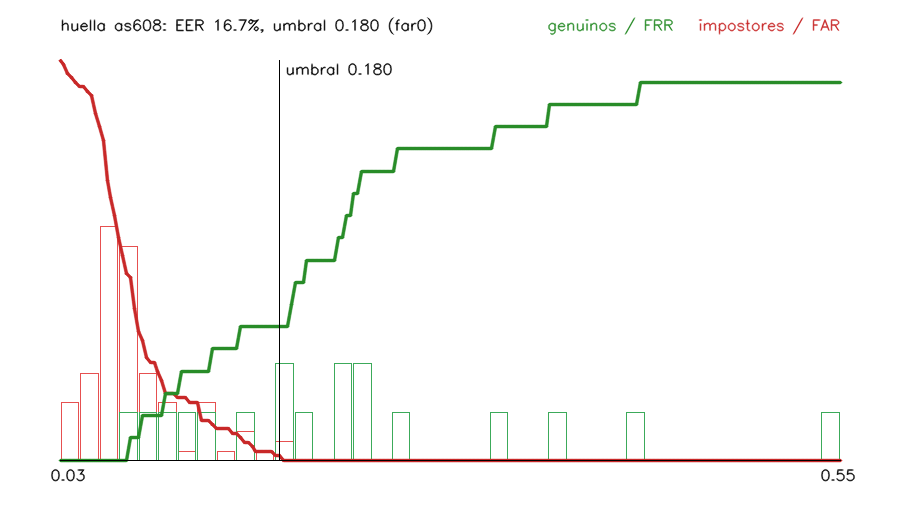 huella as608: EER 16.7%, umbral 0.180 (far0) genuinos / FRR impostores / FAR
umbral 0.180
0.03 0.55